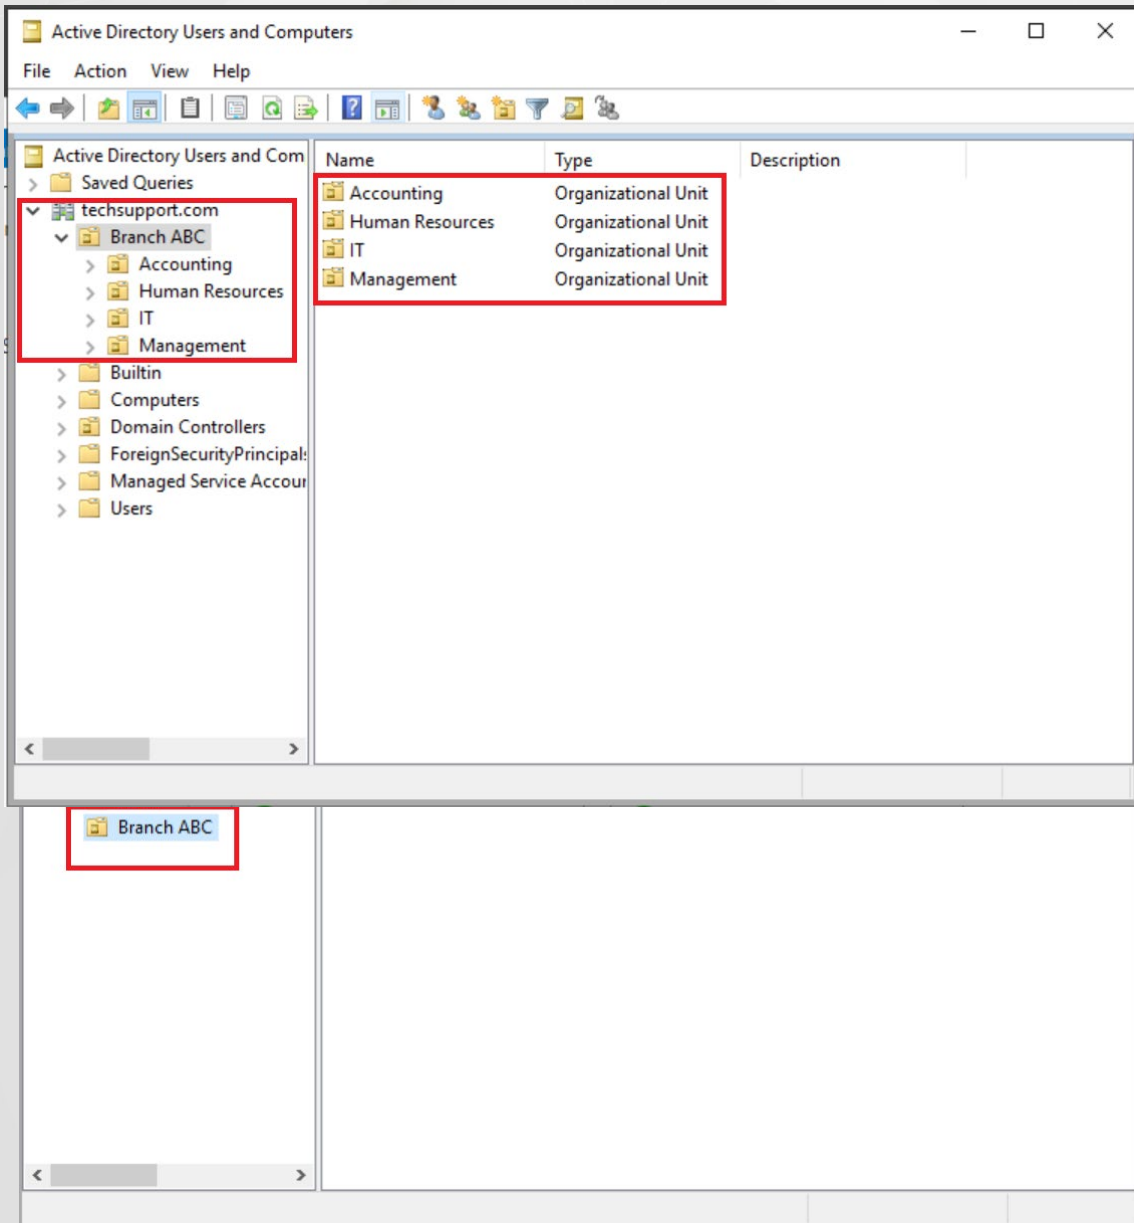 Active Directory Users and Computers
File Action View Help
Active Directory Users and Com
Saved Queries
techsupport.com
Branch ABC
Accounting
Human Resources
IT
Management
Builtin
Computers
Domain Controllers
ForeignSecurityPrincipals
Managed Service Accour
Users
Name Type Description
Accounting Organizational Unit
Human Resources Organizational Unit
IT Organizational Unit
Management Organizational Unit
Branch ABC